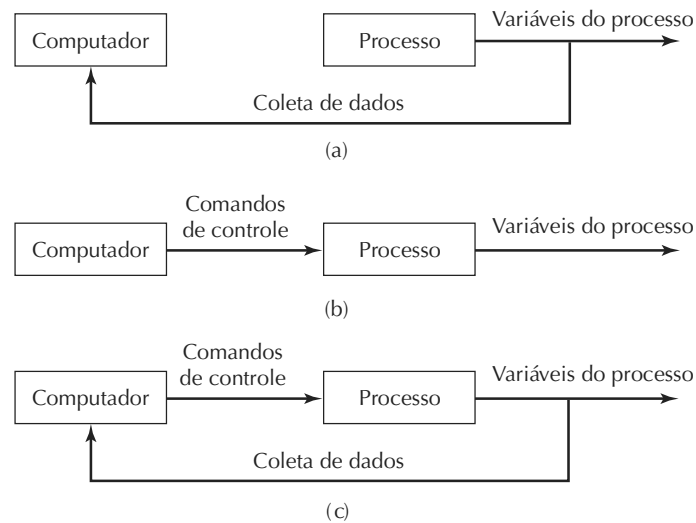 Variáveis do processo
Computador
Processo
Coleta de dados
(a)
Comandos
de controle
Variáveis do processo
Computador
Processo
(b)
Comandos
de controle
Variáveis do processo
Computador
Processo
Coleta de dados
(c)